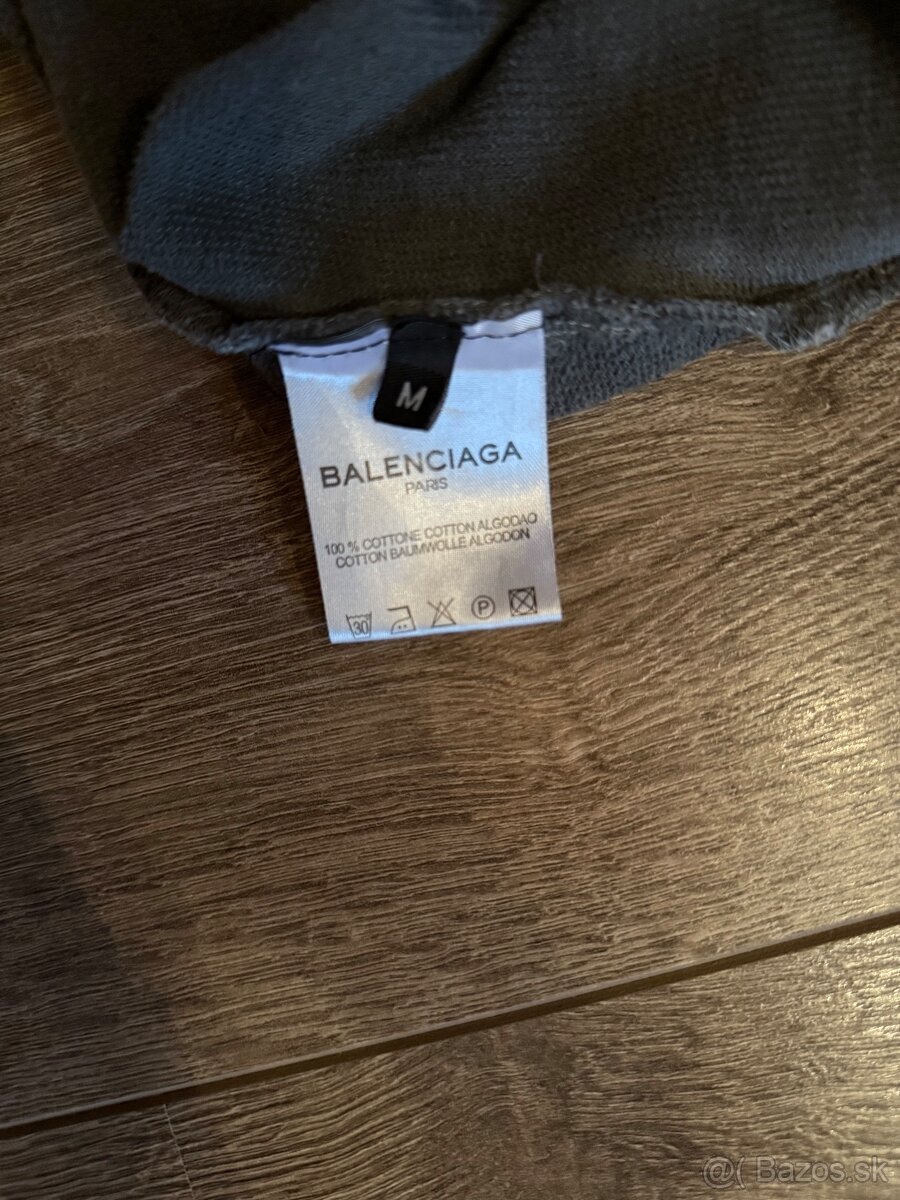 M
BALENCIAGA
PARIS
100 % COTTONE COTTON ALGODAO
COTTON BAUMWOLLE ALGODON
30 P
@( Bazos.sk